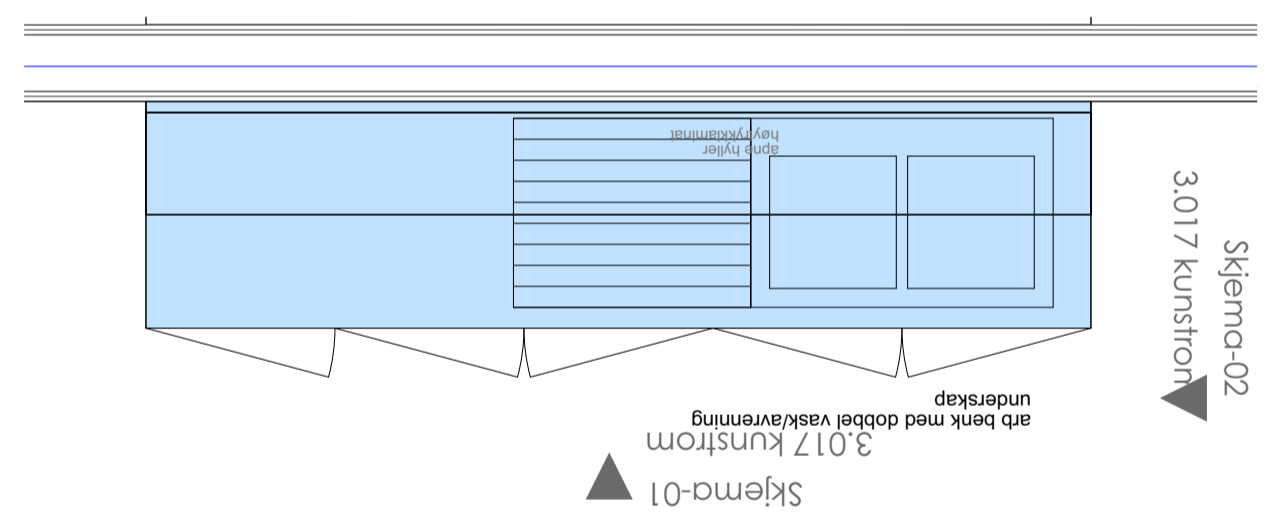 åpne hyller
høytrykklaminat
arb benk med dobbel vask/avrenning
underskap
Skjema-01
3.017 kunstrom
Skjema-02
3.017 kunstrom